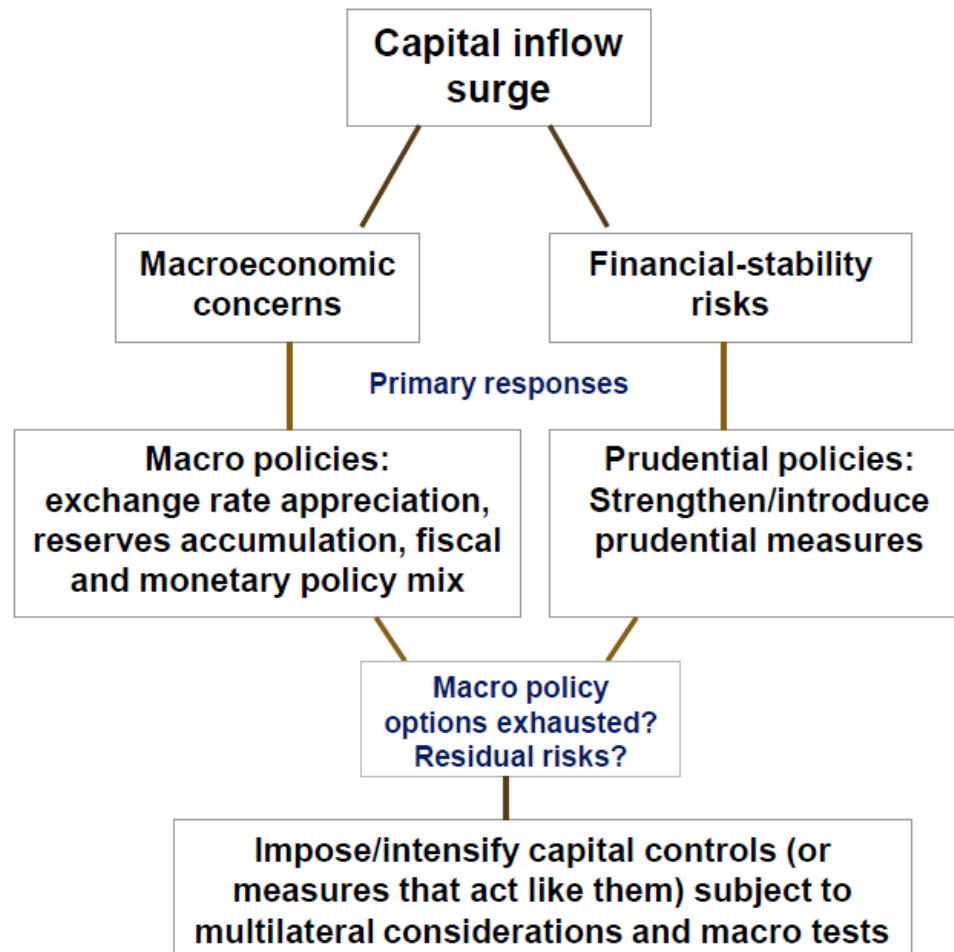 Capital inflow
surge
Macroeconomic
concerns
Financial-stability
risks
Primary responses
Macro policies:
exchange rate appreciation,
reserves accumulation, fiscal
and monetary policy mix
Prudential policies:
Strengthen/introduce
prudential measures
Macro policy
options exhausted?
Residual risks?
Impose/intensify capital controls (or
measures that act like them) subject to
multilateral considerations and macro tests